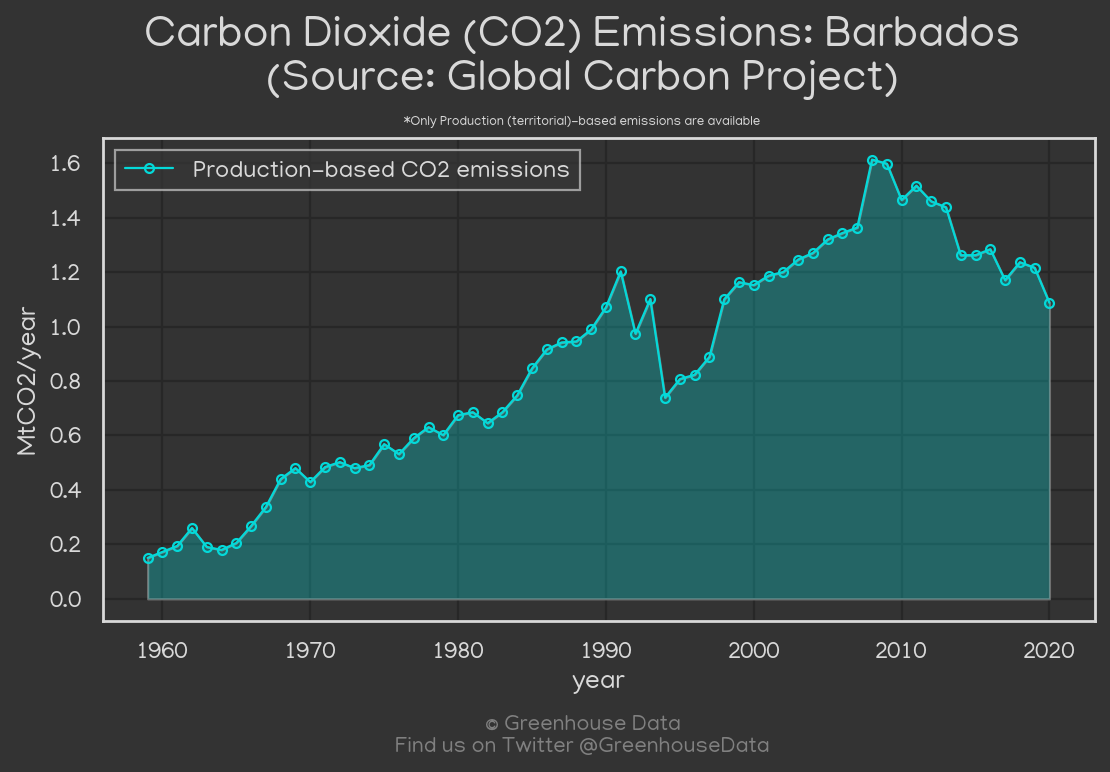 Carbon Dioxide (CO2) Emissions: Barbados
(Source: Global Carbon Project)
*Only Production (territorial)-based emissions are available
Production-based CO2 emissions
MtCO2/year
1.6
1.4
1.2
1.0
0.8
0.6
0.4
0.2
0.0
1960 1970 1980 1990 2000 2010 2020
year
© Greenhouse Data
Find us on Twitter @GreenhouseData